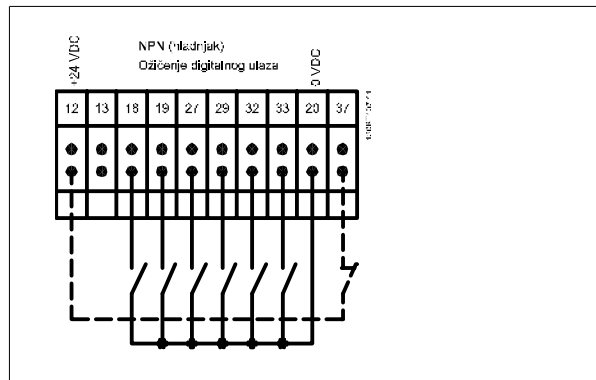 +24 VDC
NPN (hladnjak)
Ožičenje digitalnog ulaza
0 VDC
12 13 18 19 27 29 32 33 20 37